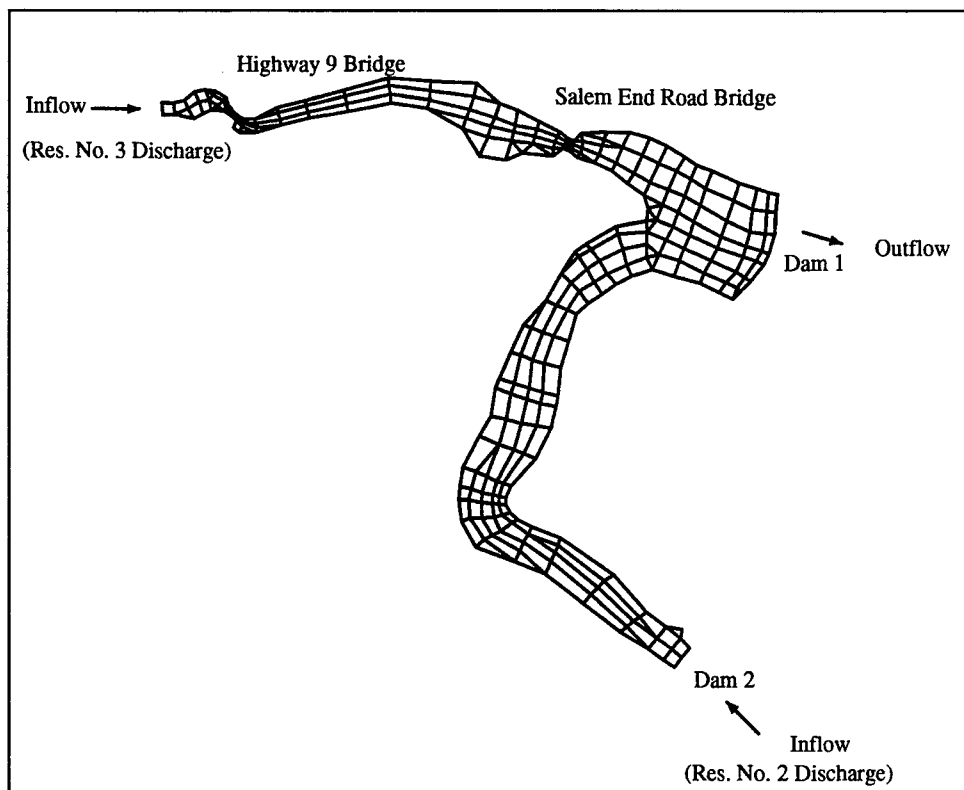 Highway 9 Bridge
Inflow
(Res. No. 3 Discharge)
Salem End Road Bridge
Dam 1
Outflow
Dam 2
Inflow
(Res. No. 2 Discharge)